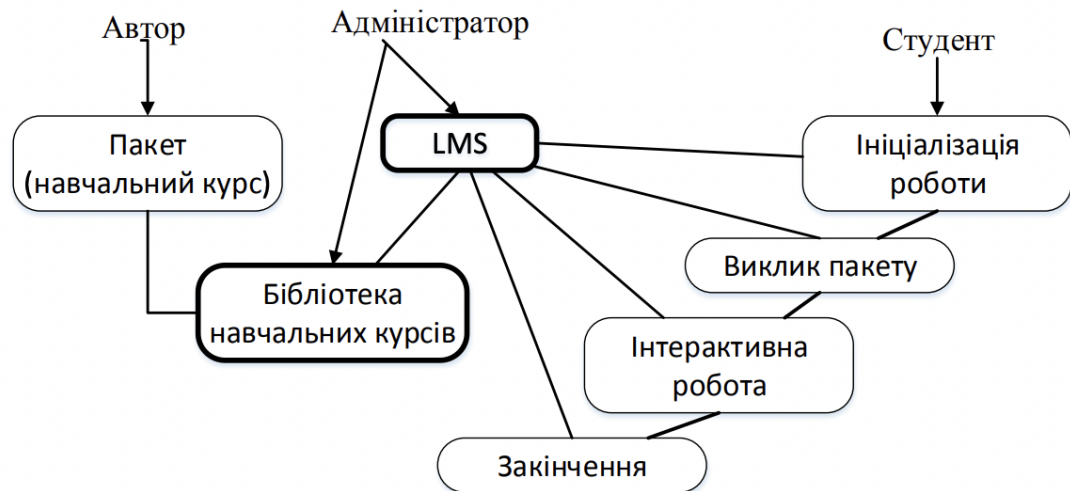 Автор
Адміністратор
Студент
Пакет
(навчальний курс)
LMS
Ініціалізація
роботи
Виклик пакету
Бібліотека
навчальних курсів
Інтерактивна
робота
Закінчення